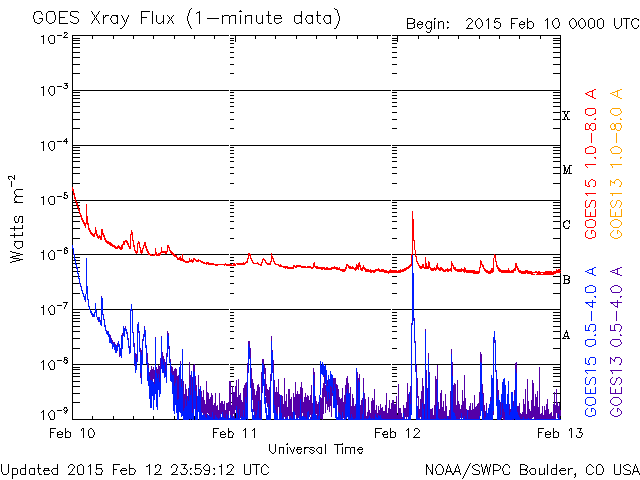 GOES Xray Flux (1-minute data)
Begin: 2015 Feb 10 0000 UTC
10-2
10-3
10-4
10-5
10-6
10-7
10-8
10-9
Watts m-2
X
M
C
B
A
GOES15 1.0-8.0 A
GOES13 1.0-8.0 A
GOES15 0.5-4.0 A
GOES13 0.5-4.0 A
Feb 10 Feb 11 Feb 12 Feb 13
Universal Time
Updated 2015 Feb 12 23:59:12 UTC
NOAA/SWPC Boulder, CO USA